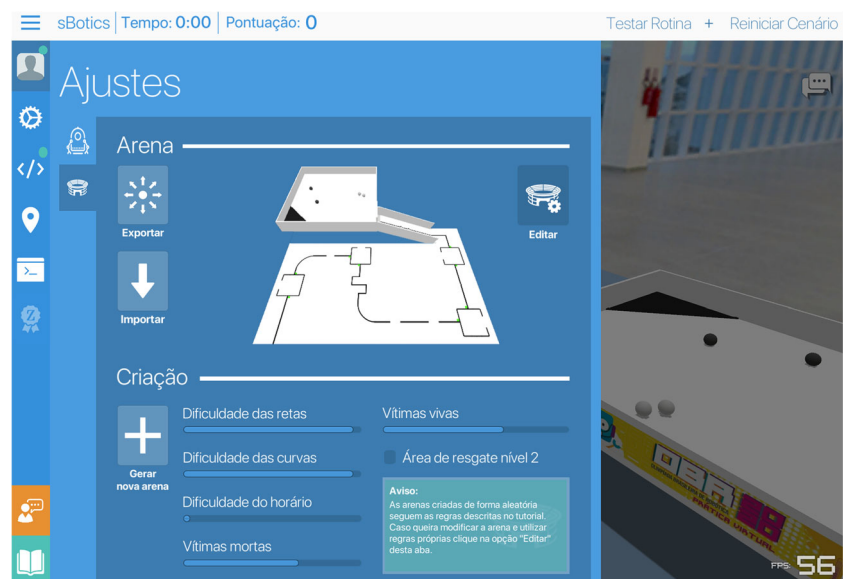 sBotics Tempo: 0:00 Pontuação: 0 Testar Rotina + Reiniciar Cenário
Ajustes
Arena
Exportar
Editar
Importar
Criação
Dificuldade das retas
Vítimas vivas
Dificuldade das curvas
Área de resgate nível 2
Gerar
nova arena
Dificuldade do horário
Vítimas mortas
Aviso:
As arenas criadas de forma aleatória
seguem as regras descritas no tutorial.
Caso queira modificar a arena e utilizar
regras próprias clique na opção "Editar"
desta aba.
OBR
PRÁTICA VIRTUAL
FPS: 56